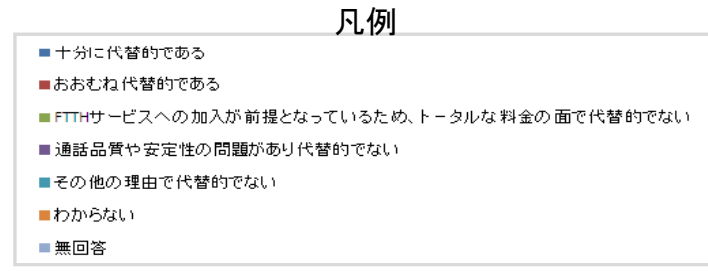 凡例
十分に代替的である
おおむね代替的である
FTTHサービスへの加入が前提となっているため、トータルな料金の面で代替的でない
通話品質や安定性の問題があり代替的でない
その他の理由で代替的でない
わからない
無回答